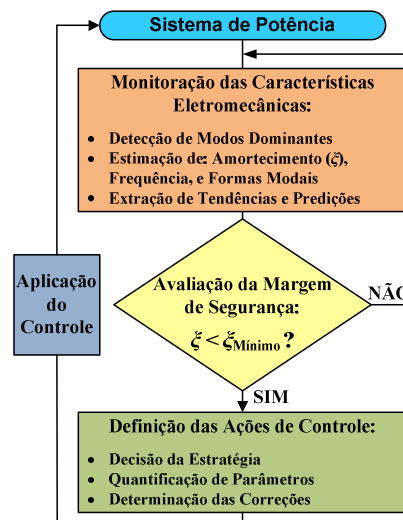 Sistema de Potência
Monitoração das Características
Eletromecânicas:
• Detecção de Modos Dominantes
• Estimação de: Amortecimento (ξ),
Frequência, e Formas Modais
• Extração de Tendências e Predições
Aplicação
do
Controle
Avaliação da Margem
de Segurança:
ξ < ξMínimo ?
NÃO
SIM
Definição das Ações de Controle:
• Decisão da Estratégia
• Quantificação de Parâmetros
• Determinação das Correções